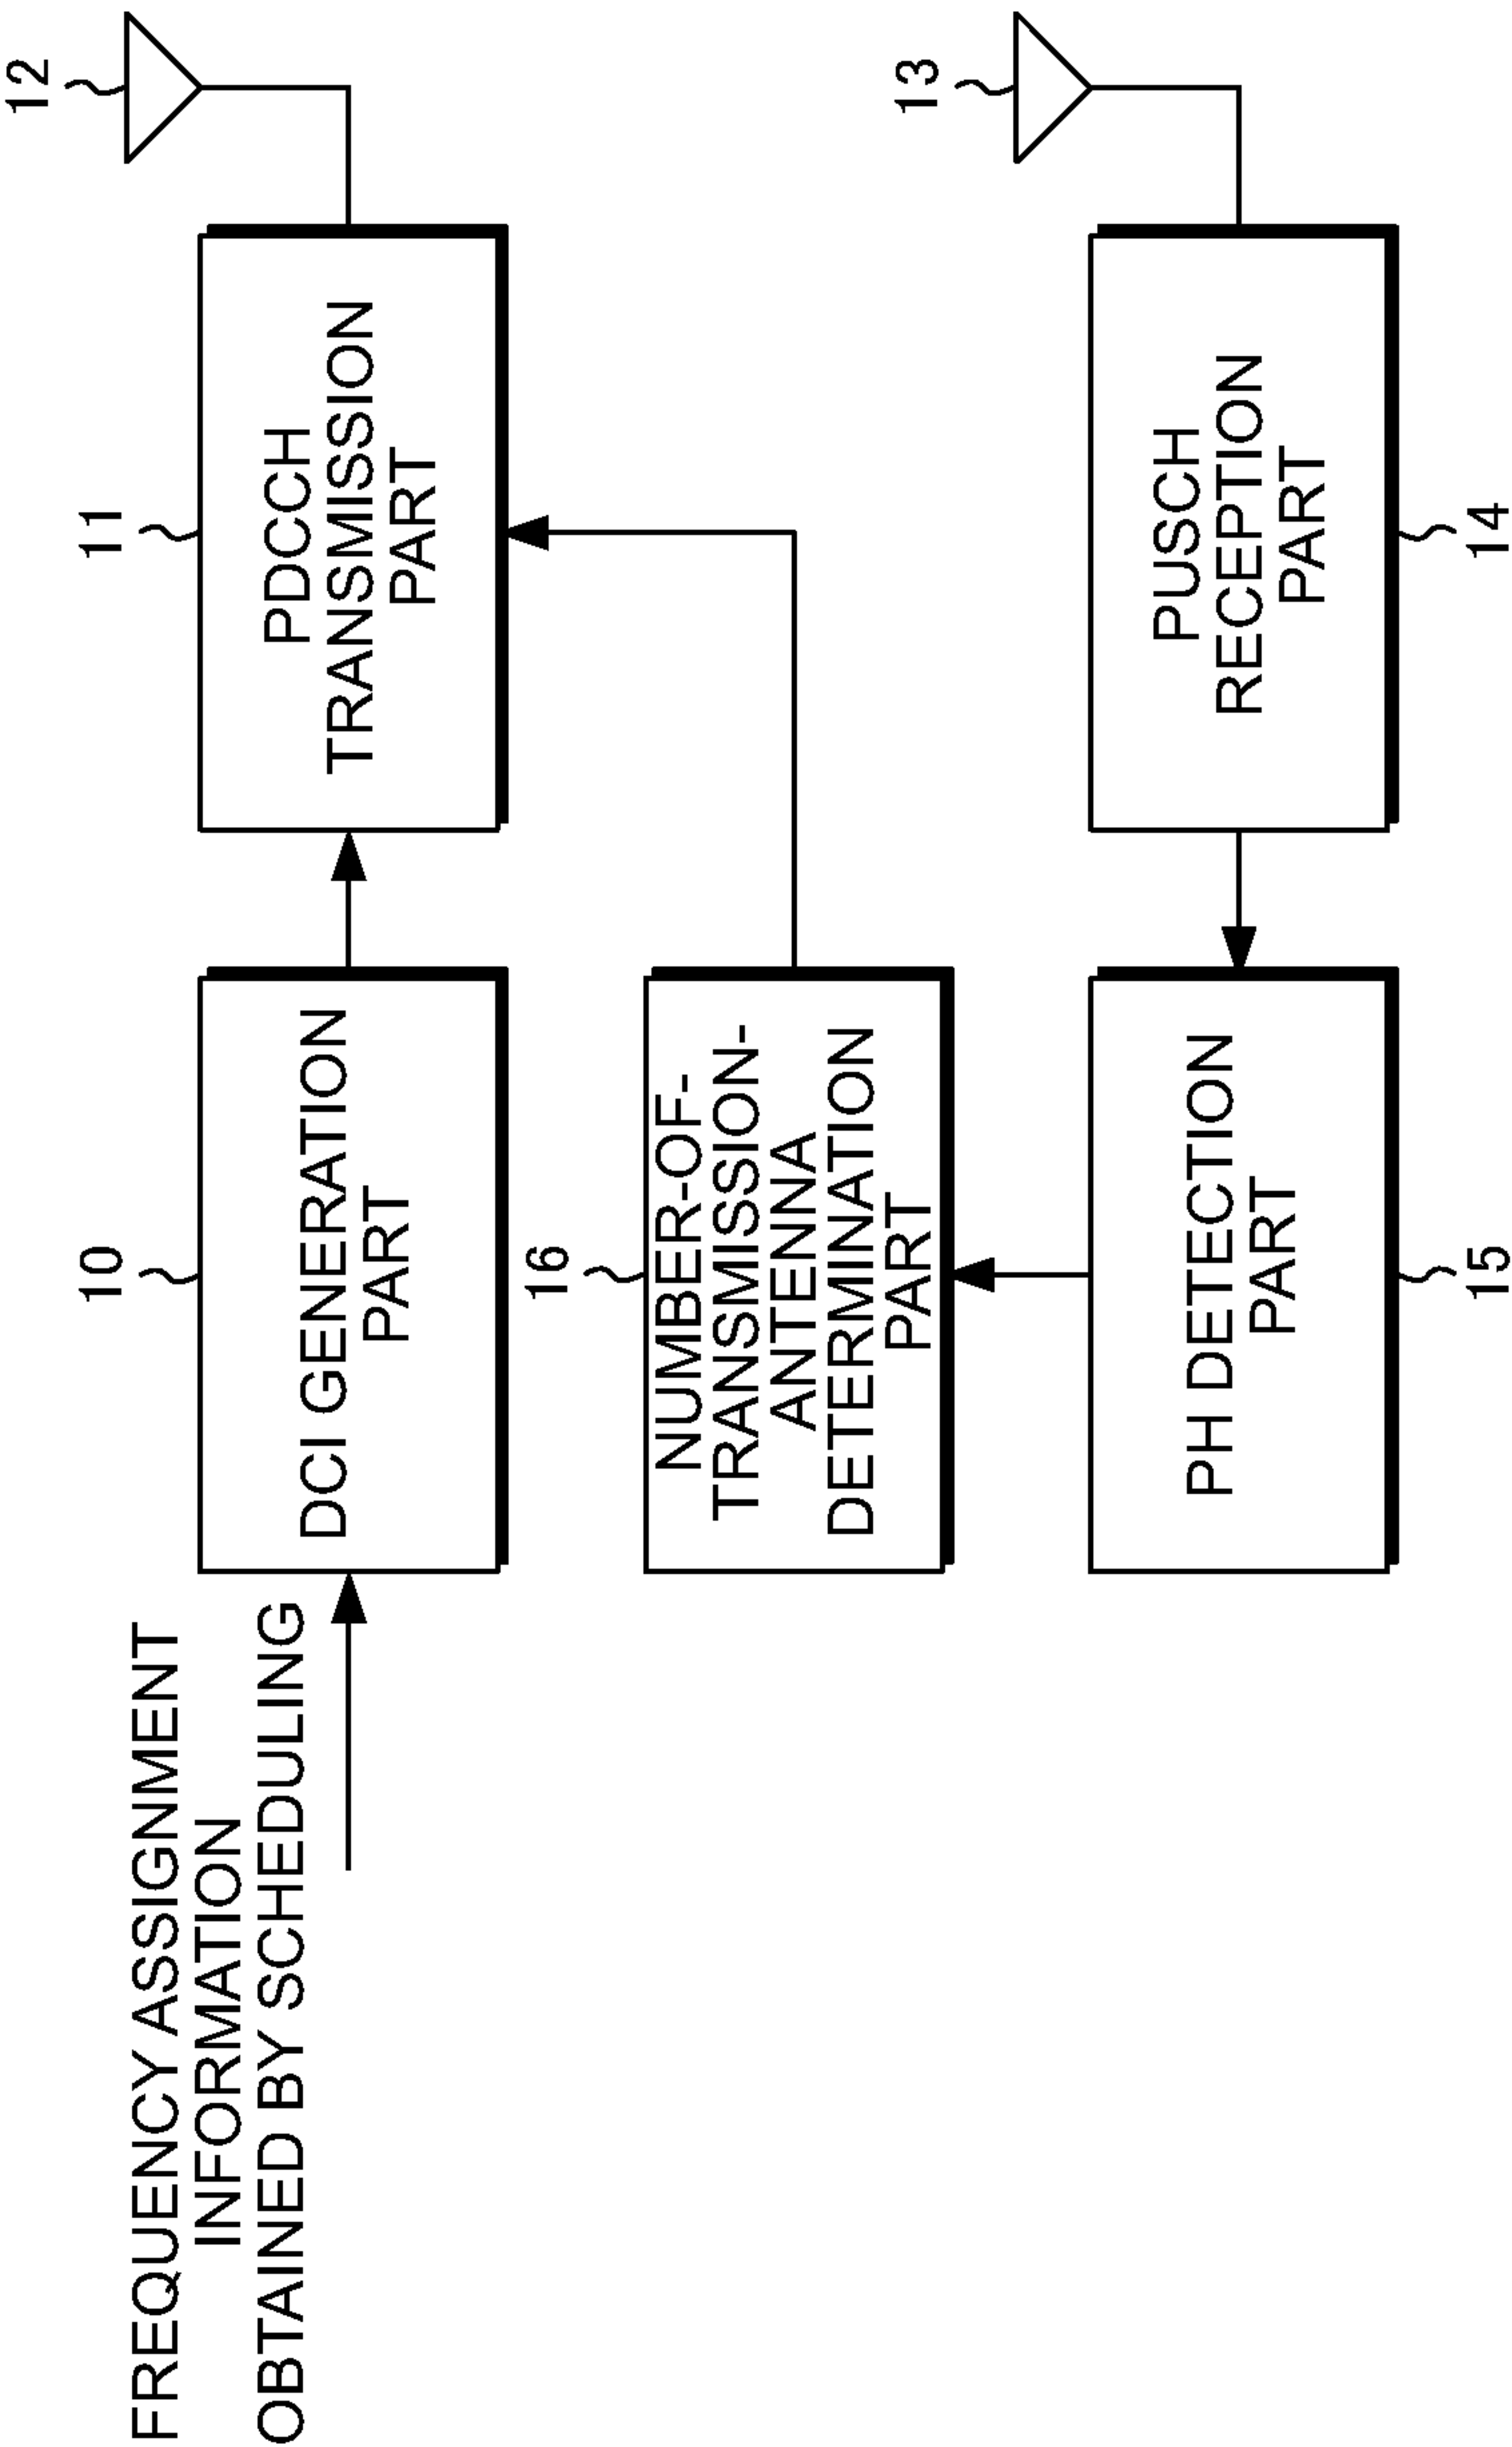 FREQUENCY ASSIGNMENT
INFORMATION
OBTAINED BY SCHEDULING
10
DCI GENERATION
PART
11
PDCCH
TRANSMISSION
PART
12
16
NUMBER-OF-
TRANSMISSION-
ANTENNA
DETERMINATION
PART
13
PH DETECTION
PART
15
PUSCH
RECEPTION
PART
14